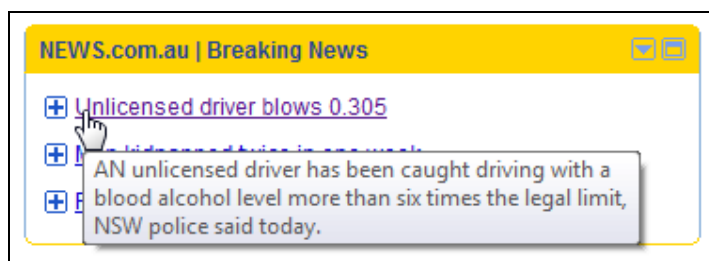 NEWS.com.au | Breaking News
Unlicensed driver blows 0.305
AN unlicensed driver has been caught driving with a
blood alcohol level more than six times the legal limit,
NSW police said today.